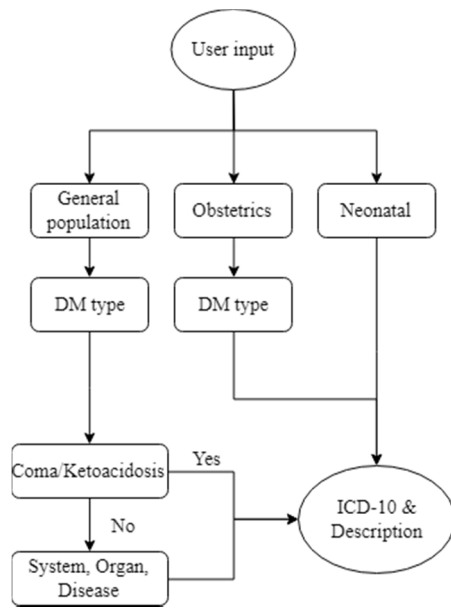 User input
General
population
Obstetrics
Neonatal
DM type
DM type
Coma/Ketoacidosis
Yes
No
System, Organ,
Disease
ICD-10 &
Description